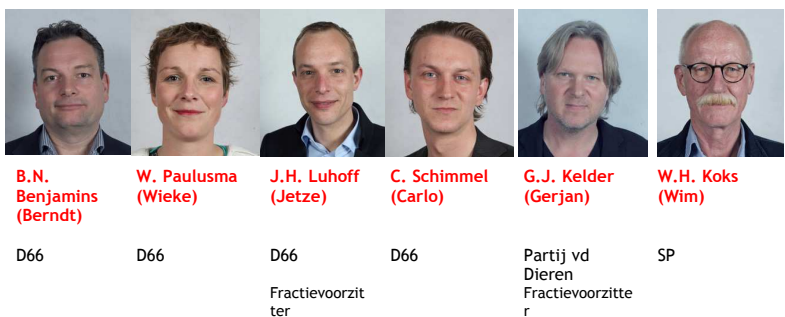 B.N.
Benjamins
(Berndt)
D66
W. Paulusma
(Wieke)
D66
J.H. Luhoff
(Jetze)
D66
Fractievoorzit
ter
C. Schimmel
(Carlo)
D66
G.J. Kelder
(Gerjan)
Partij vd
Dieren
Fractievoorzitte
r
W.H. Koks
(Wim)
SP